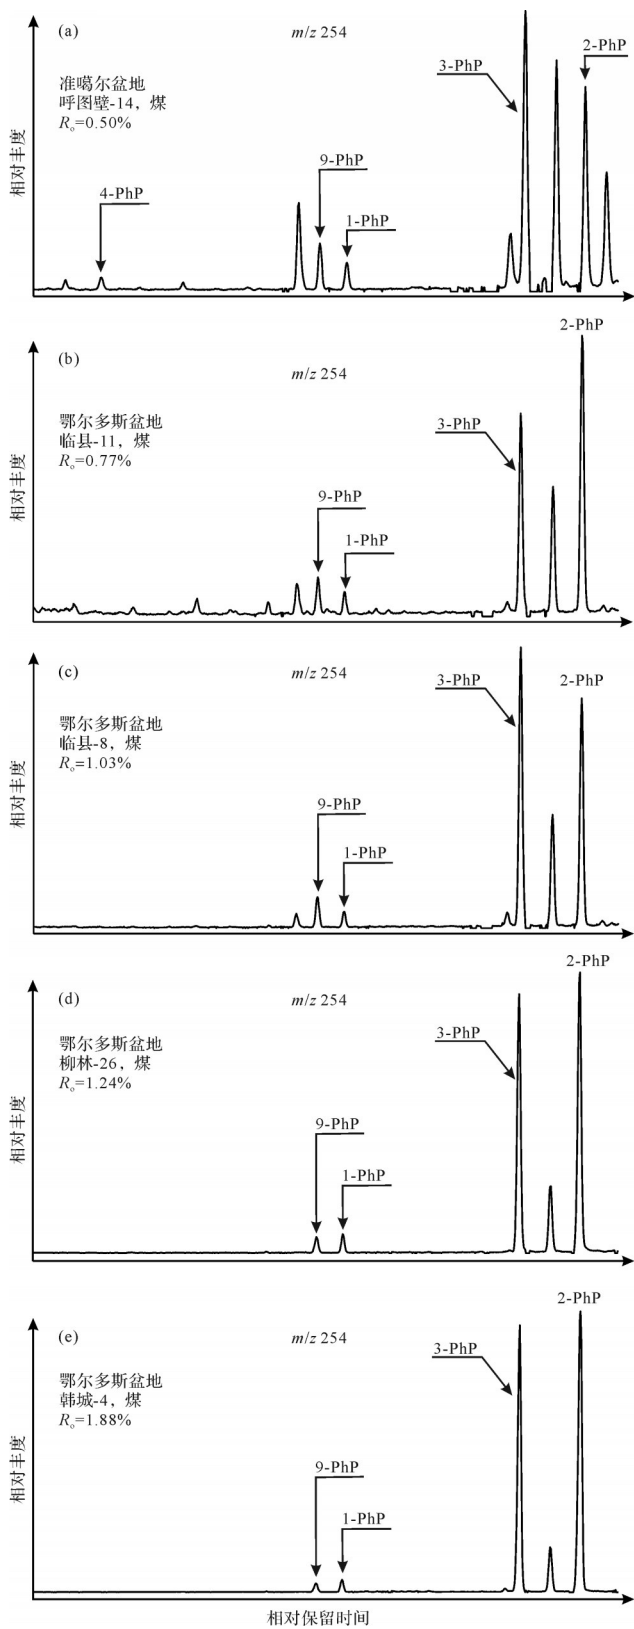 (a)
m/z 254
准噶尔盆地
呼图壁-14，煤
Ro=0.50%
4-PhP
9-PhP
1-PhP
3-PhP
2-PhP
相对丰度
(b)
m/z 254
鄂尔多斯盆地
临县-11，煤
Ro=0.77%
9-PhP
1-PhP
3-PhP
2-PhP
相对丰度
(c)
m/z 254
鄂尔多斯盆地
临县-8，煤
Ro=1.03%
9-PhP
1-PhP
3-PhP
2-PhP
相对丰度
(d)
m/z 254
鄂尔多斯盆地
柳林-26，煤
Ro=1.24%
9-PhP
1-PhP
3-PhP
2-PhP
相对丰度
(e)
m/z 254
鄂尔多斯盆地
韩城-4，煤
Ro=1.88%
9-PhP
1-PhP
3-PhP
2-PhP
相对丰度
相对保留时间